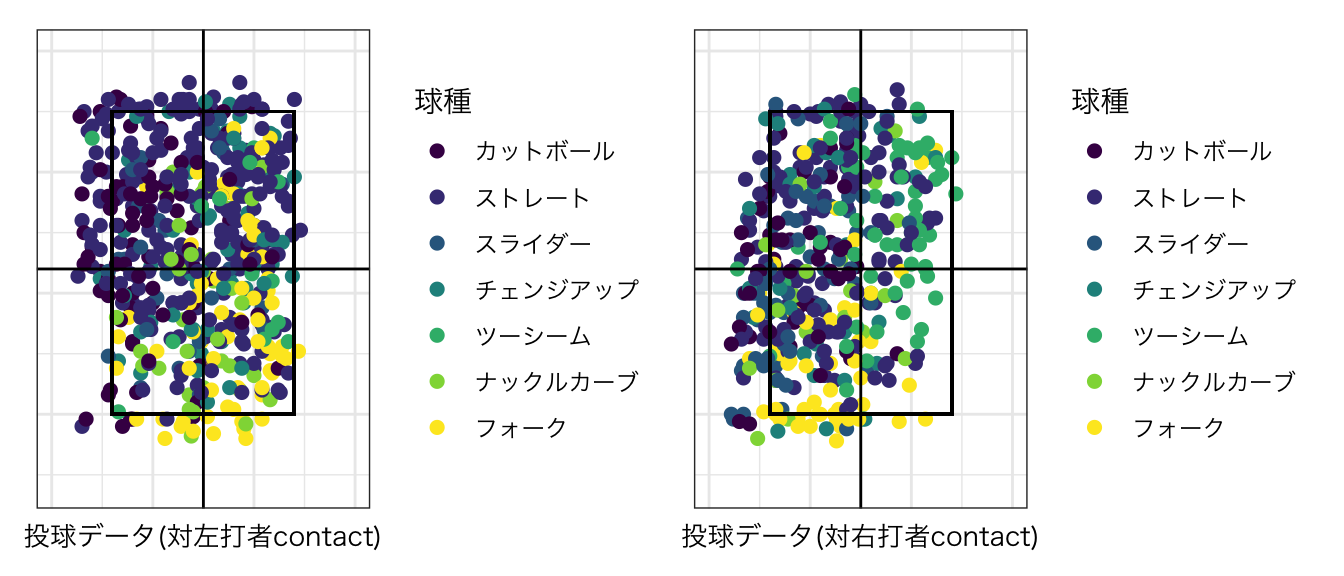 球種
カットボール
ストレート
スライダー
チェンジアップ
ツーシーム
ナックルカーブ
フォーク
投球データ(対左打者contact)
球種
カットボール
ストレート
スライダー
チェンジアップ
ツーシーム
ナックルカーブ
フォーク
投球データ(対右打者contact)